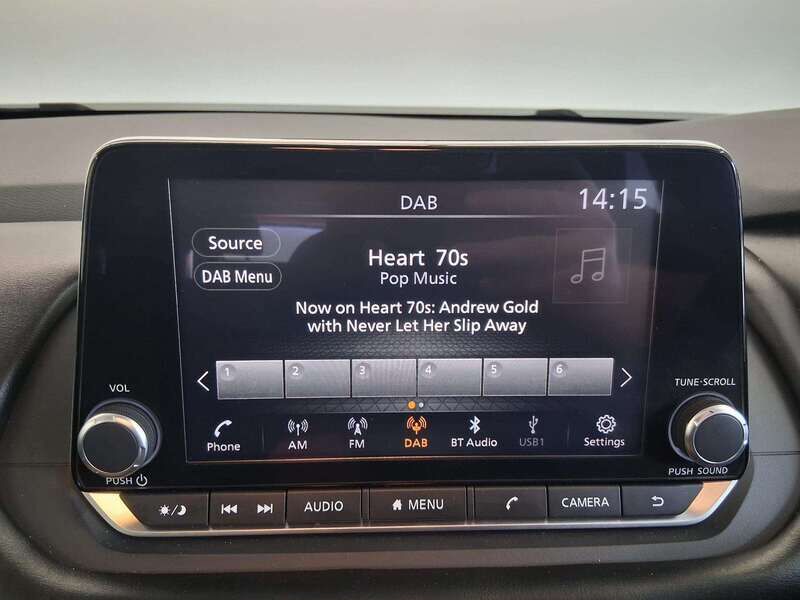 DAB
14:15
Source
DAB Menu
Heart 70s
Pop Music
Now on Heart 70s: Andrew Gold
with Never Let Her Slip Away
1 2 3 4 5 6
VOL
TUNE·SCROLL
Phone AM FM DAB BT Audio USB1 Settings
PUSH
PUSH SOUND
AUDIO MENU CAMERA